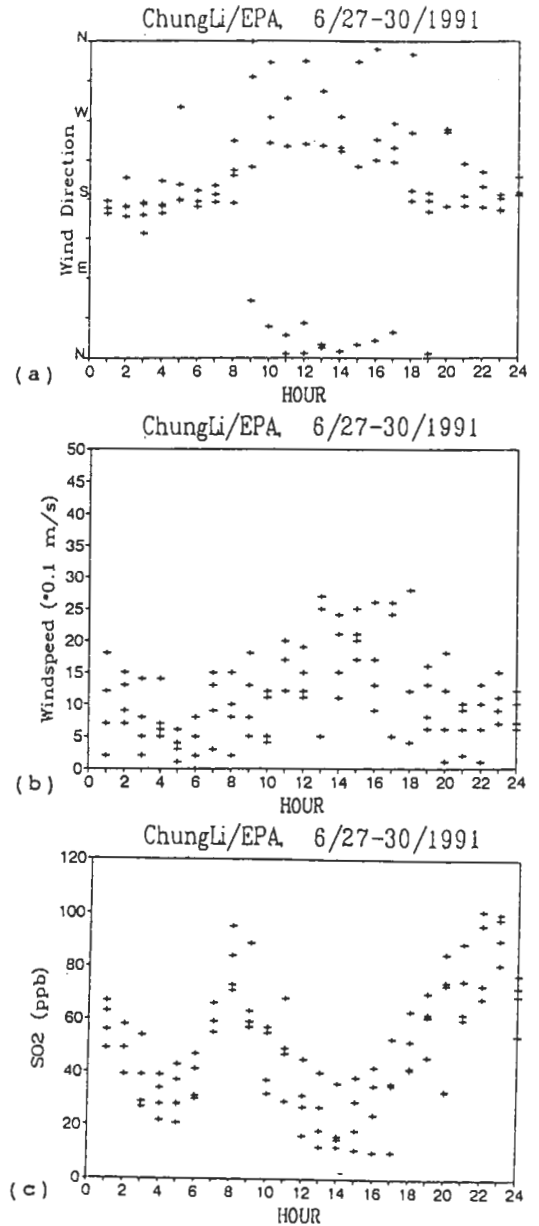 ChungLi/EPA, 6/27-30/1991
N
W
S
E
N
Wind Direction
0 2 4 6 8 10 12 14 16 18 20 22 24
HOUR
(a)
ChungLi/EPA, 6/27-30/1991
50
45
40
35
30
25
20
15
10
5
0
Windspeed (*0.1 m/s)
0 2 4 6 8 10 12 14 16 18 20 22 24
HOUR
(b)
ChungLi/EPA, 6/27-30/1991
120
100
80
60
40
20
0
SO2 (ppb)
0 2 4 6 8 10 12 14 16 18 20 22 24
HOUR
(c)